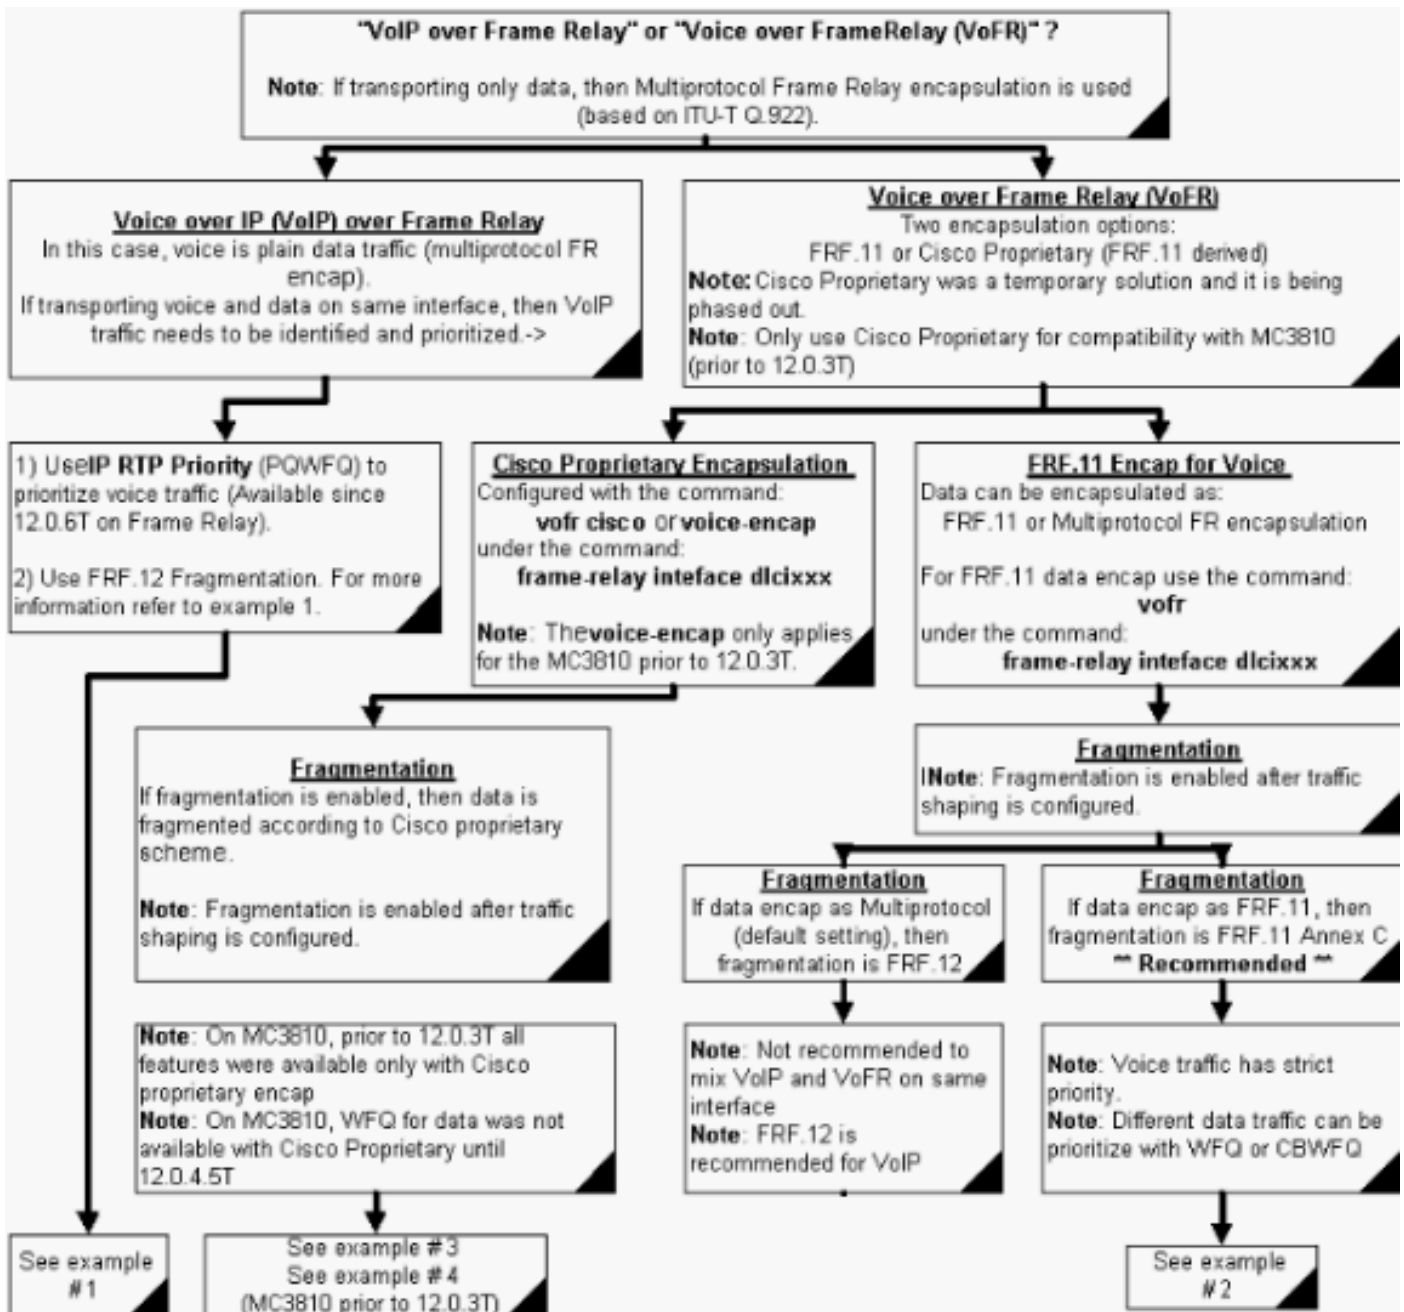 "VoIP over Frame Relay" or "Voice over FrameRelay (VoFR)" ?
Note: If transporting only data, then Multiprotocol Frame Relay encapsulation is used
(based on ITU-T Q.922).
Voice over IP (VoIP) over Frame Relay
In this case, voice is plain data traffic (multiprotocol FR
encap).
If transporting voice and data on same interface, then VoIP
traffic needs to be identified and prioritized.->
Voice over Frame Relay (VoFR)
Two encapsulation options:
FRF.11 or Cisco Proprietary (FRF.11 derived)
Note: Cisco Proprietary was a temporary solution and it is being
phased out.
Note: Only use Cisco Proprietary for compatibility with MC3810
(prior to 12.0.3T)
1) UseIP RTP Priority (PQWFQ) to
prioritize voice traffic (Available since
12.0.6T on Frame Relay).
2) Use FRF.12 Fragmentation. For more
information refer to example 1.
Cisco Proprietary Encapsulation
Configured with the command:
vofr cisco or voice-encap
under the command:
frame-relay inteface dlcixxx
Note: Thevoice-encap only applies
for the MC3810 prior to 12.0.3T.
FRF.11 Encap for Voice
Data can be encapsulated as:
FRF.11 or Multiprotocol FR encapsulation
For FRF.11 data encap use the command:
vofr
under the command:
frame-relay inteface dlcixxx
Fragmentation
If fragmentation is enabled, then data is
fragmented according to Cisco proprietary
scheme.
Note: Fragmentation is enabled after traffic
shaping is configured.
Fragmentation
INote: Fragmentation is enabled after traffic
shaping is configured.
Fragmentation
If data encap as Multiprotocol
(default setting), then
fragmentation is FRF.12
Fragmentation
If data encap as FRF.11, then
fragmentation is FRF.11 Annex C
** Recommended **
Note: On MC3810, prior to 12.0.3T all
features were available only with Cisco
proprietary encap
Note: On MC3810, WFQ for data was not
available with Cisco Proprietary until
12.0.4.5T
Note: Not recommended to
mix VoIP and VoFR on same
interface
Note: FRF.12 is
recommended for VoIP
Note: Voice traffic has strict
priority.
Note: Different data traffic can be
prioritize with WFQ or CBWFQ
See example
#1
See example #3
See example #4
(MC3810 prior to 12.0.3T)
See example
#2